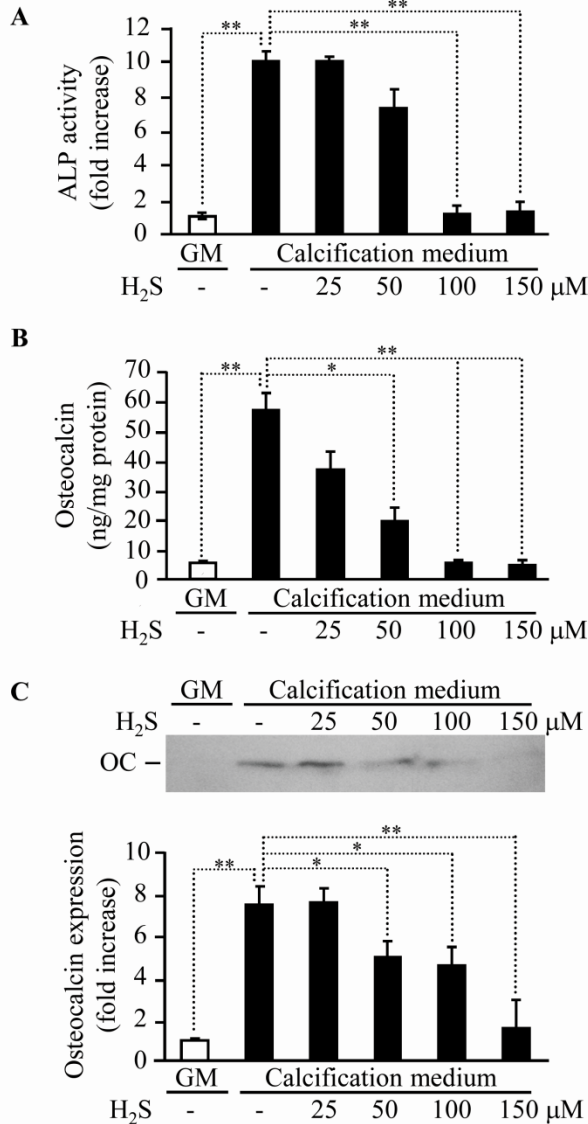 A
ALP activity
(fold increase)
12
10
8
6
4
2
0
** ** **
GM Calcification medium
H₂S - - 25 50 100 150 µM
B
Osteocalcin
(ng/mg protein)
70
60
50
40
30
20
10
0
** * **
GM Calcification medium
H₂S - - 25 50 100 150 µM
C
GM Calcification medium
H₂S - - 25 50 100 150 µM
OC –
Osteocalcin expression
(fold increase)
10
8
6
4
2
0
** * * **
GM Calcification medium
H₂S - - 25 50 100 150 µM